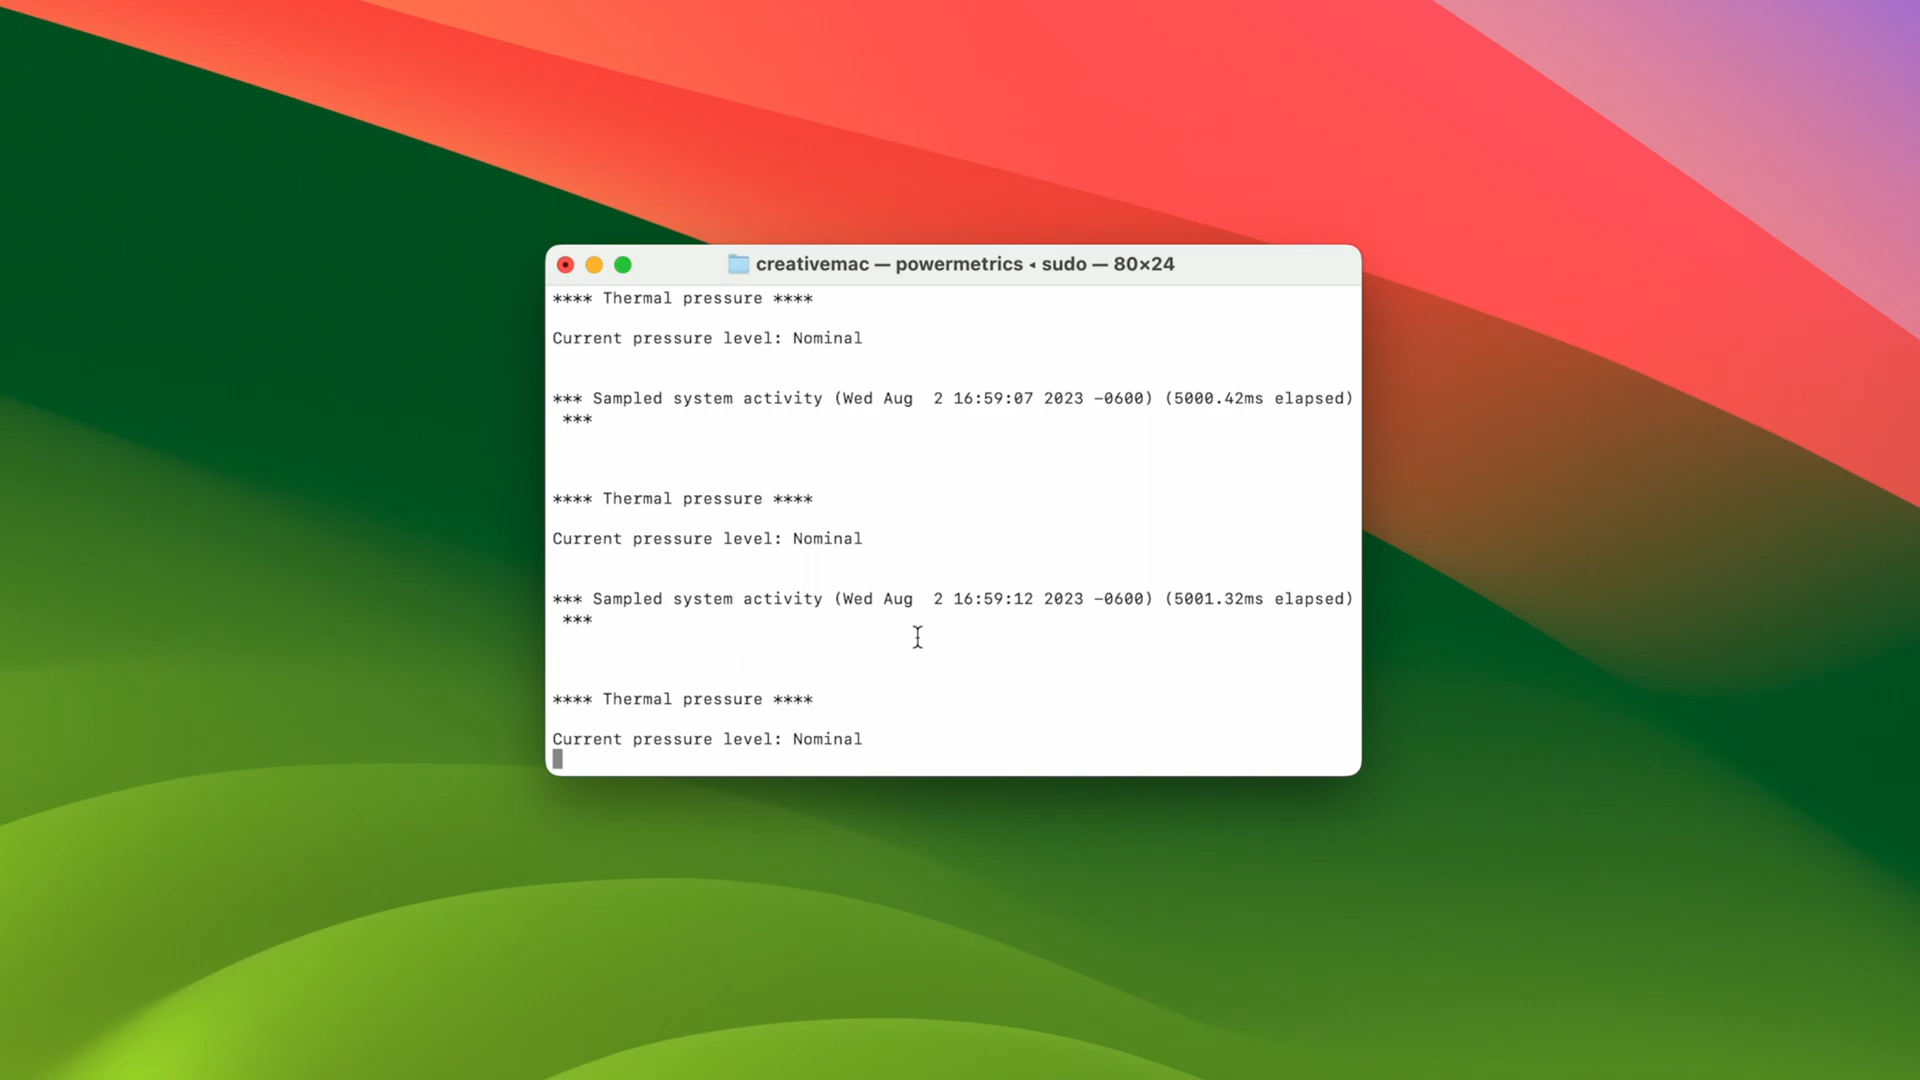 creativemac — powermetrics ◂ sudo — 80×24
**** Thermal pressure ****
Current pressure level: Nominal
*** Sampled system activity (Wed Aug  2 16:59:07 2023 -0600) (5000.42ms elapsed)
 ***
**** Thermal pressure ****
Current pressure level: Nominal
*** Sampled system activity (Wed Aug  2 16:59:12 2023 -0600) (5001.32ms elapsed)
 ***
**** Thermal pressure ****
Current pressure level: Nominal